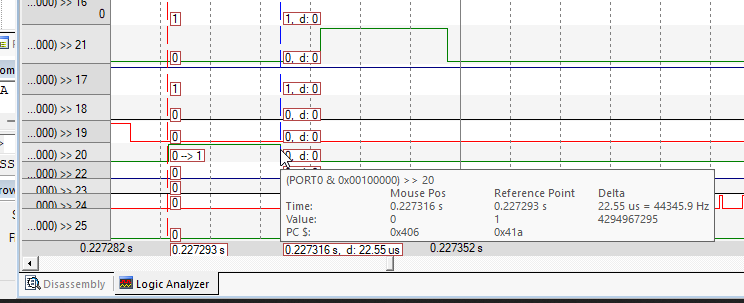 ...000) >> 16 1 1, d: 0
0
...000) >> 21 0 0, d: 0
...000) >> 17 1 1, d: 0
...000) >> 18 0 0, d: 0
...000) >> 19 0 0, d: 0
...000) >> 20 0 --> 1 0, d: 0
...000) >> 22 0
...000) >> 23 0
...000) >> 24 0
...000) >> 25 0
(PORT0 & 0x00100000) >> 20
Mouse Pos Reference Point Delta
Time: 0.227316 s 0.227293 s 22.55 us = 44345.9 Hz
Value: 0 1 4294967295
PC $: 0x406 0x41a
0.227282 s 0.227293 s 0.227316 s, d: 22.55 us 0.227352 s
Disassembly Logic Analyzer